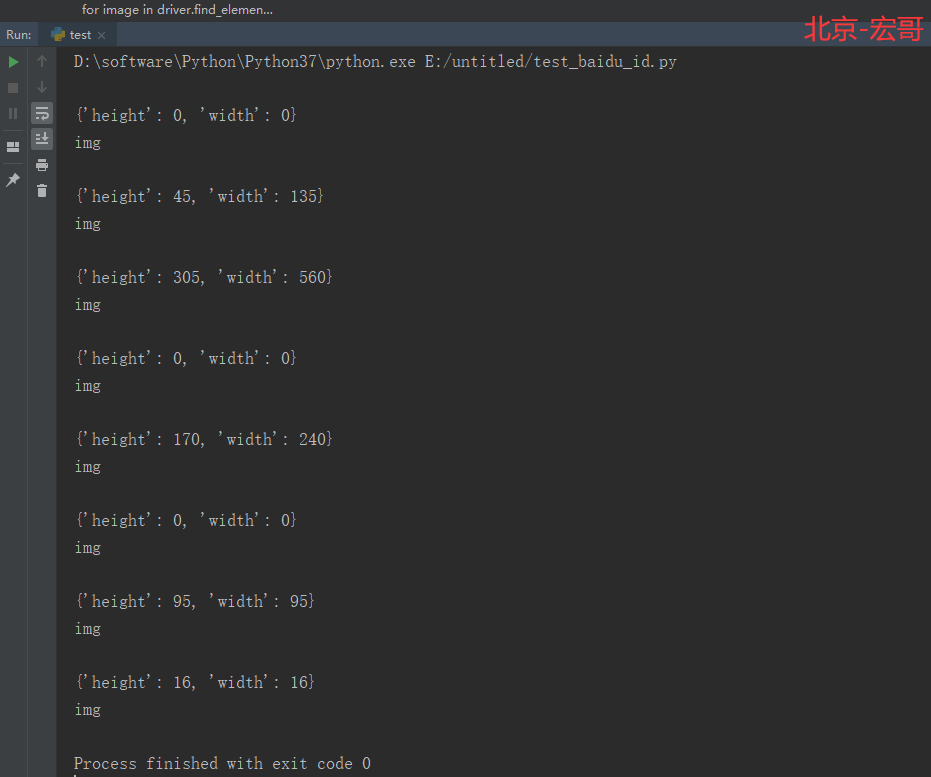 for image in driver.find_elemen...
北京-宏哥
Run: test
D:\software\Python\Python37\python.exe E:/untitled/test_baidu_id.py
{'height': 0, 'width': 0}
img
{'height': 45, 'width': 135}
img
{'height': 305, 'width': 560}
img
{'height': 0, 'width': 0}
img
{'height': 170, 'width': 240}
img
{'height': 0, 'width': 0}
img
{'height': 95, 'width': 95}
img
{'height': 16, 'width': 16}
img
Process finished with exit code 0